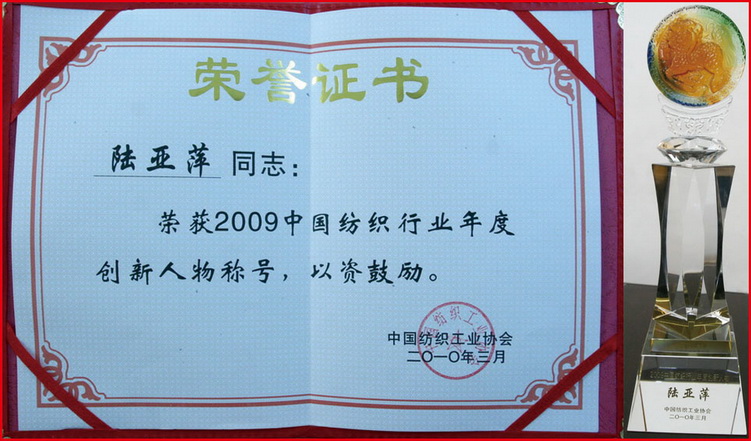 荣誉证书
陆亚萍 同志：
荣获2009中国纺织行业年度
创新人物称号，以资鼓励。
中国纺织工业协会
二〇一〇年三月
陆亚萍
中国纺织工业协会
二〇一〇年三月